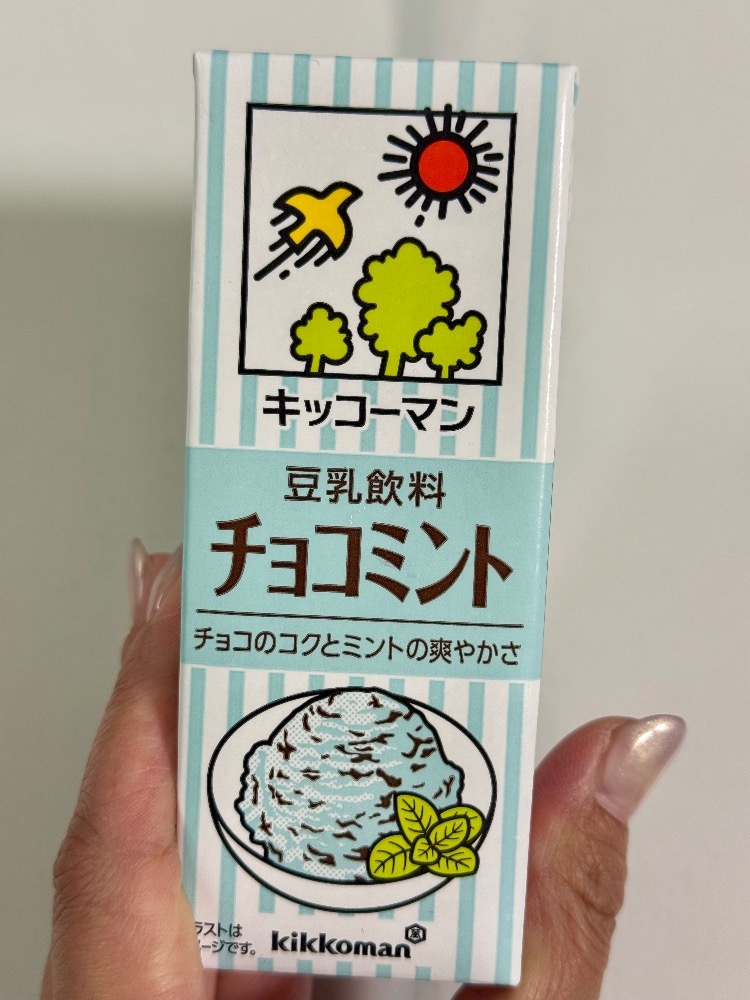 キッコーマン
豆乳飲料
チョコミント
チョコのコクとミントの爽やかさ
ラストは
ージです。
kikkoman